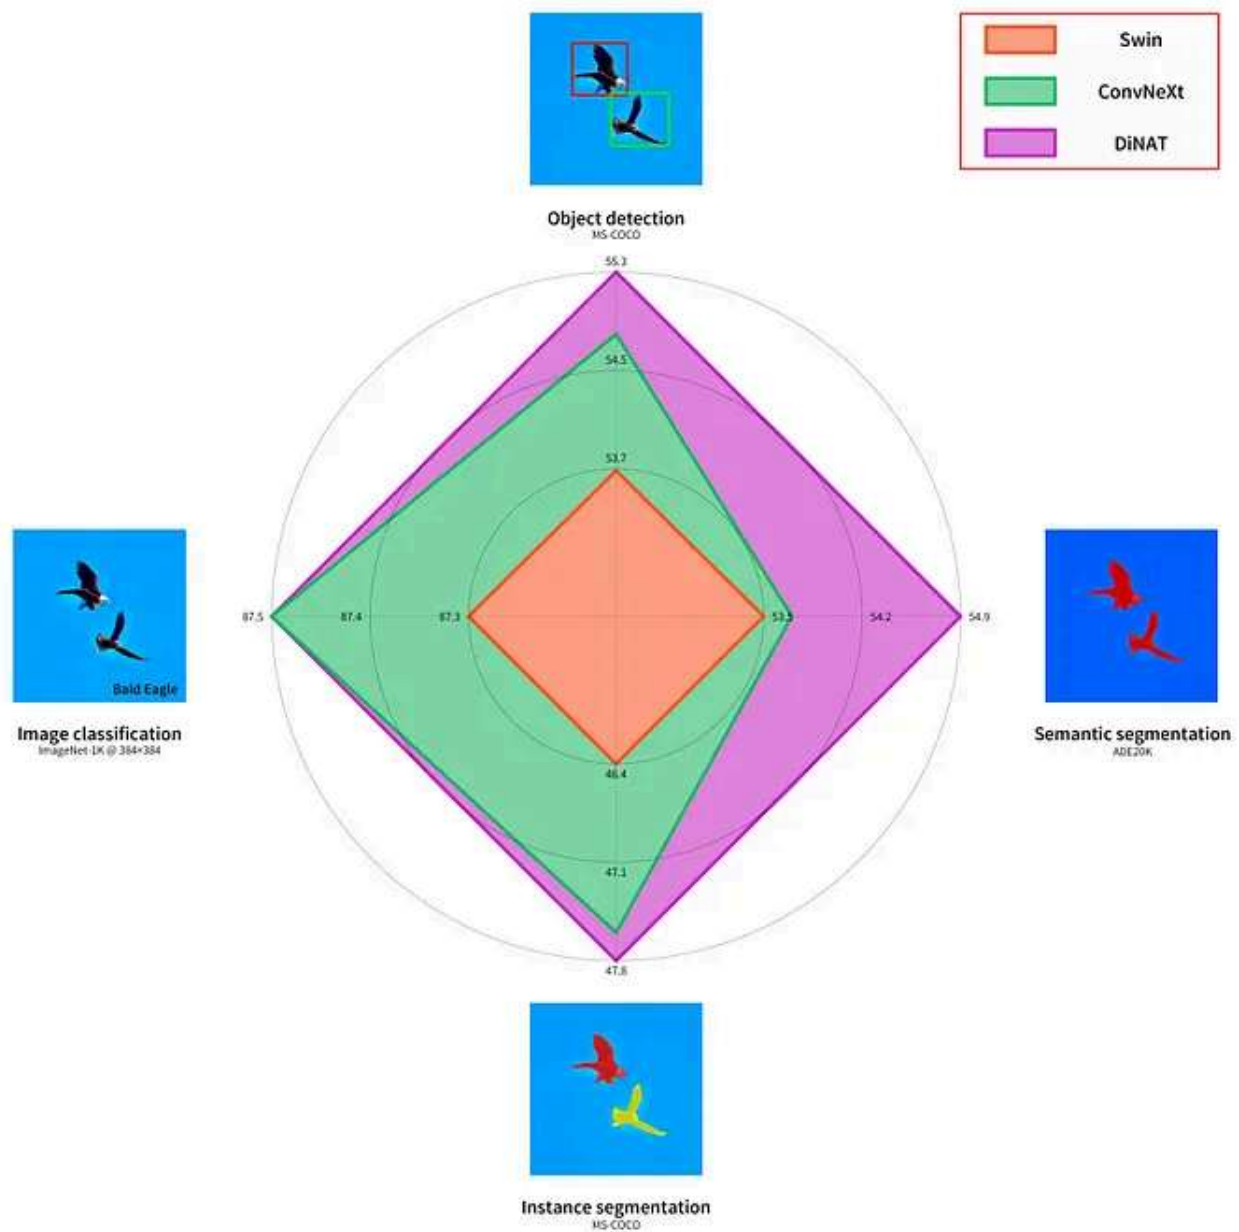 Swin
ConvNeXt
DiNAT
Object detection
MS-COCO
55.3
54.5
53.7
87.5
87.4
87.3
54.2
54.9
Bald Eagle
Image classification
ImageNet-1K @ 384×384
Semantic segmentation
ADE20K
46.4
47.1
47.8
Instance segmentation
MS-COCO